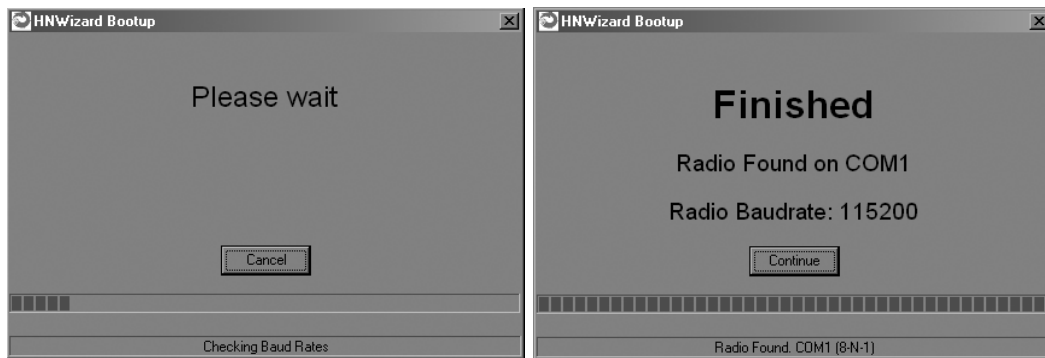 HNWizard Bootup
Please wait
Cancel
Checking Baud Rates
HNWizard Bootup
Finished
Radio Found on COM1
Radio Baudrate: 115200
Continue
Radio Found. COM1 (8-N-1)